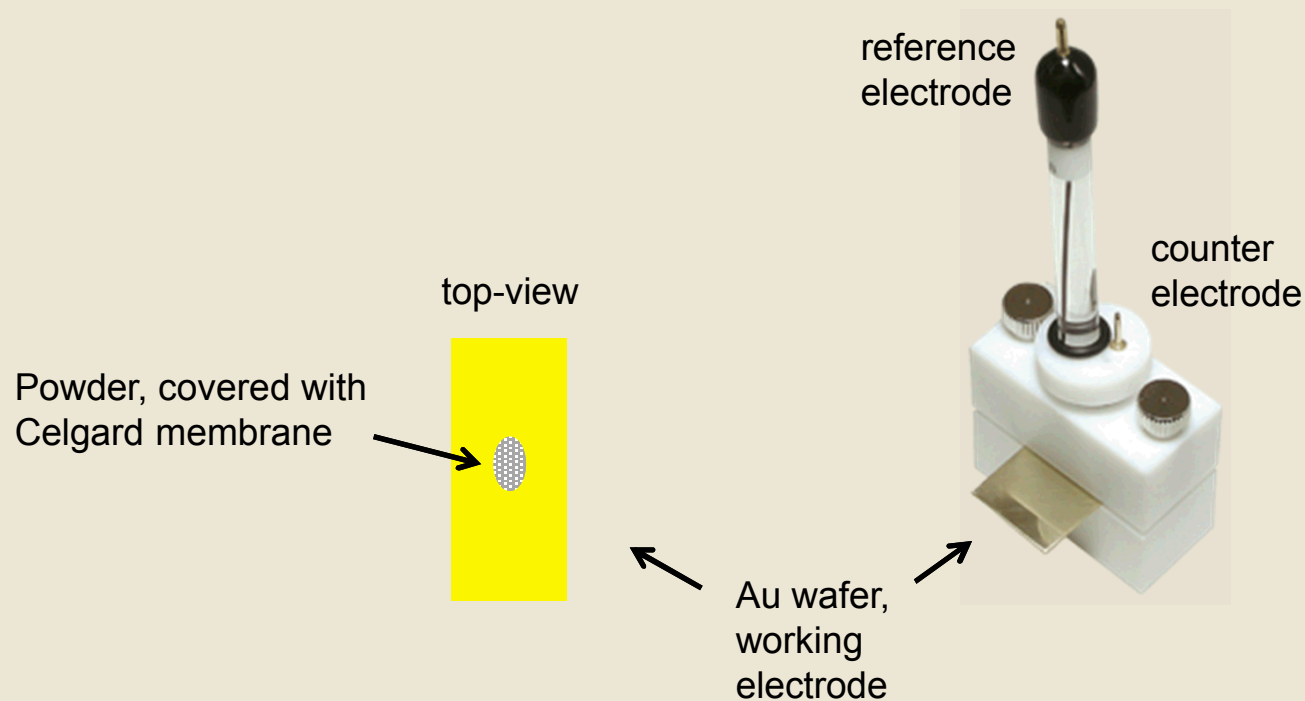 reference
electrode
counter
electrode
top-view
Powder, covered with
Celgard membrane
Au wafer,
working
electrode